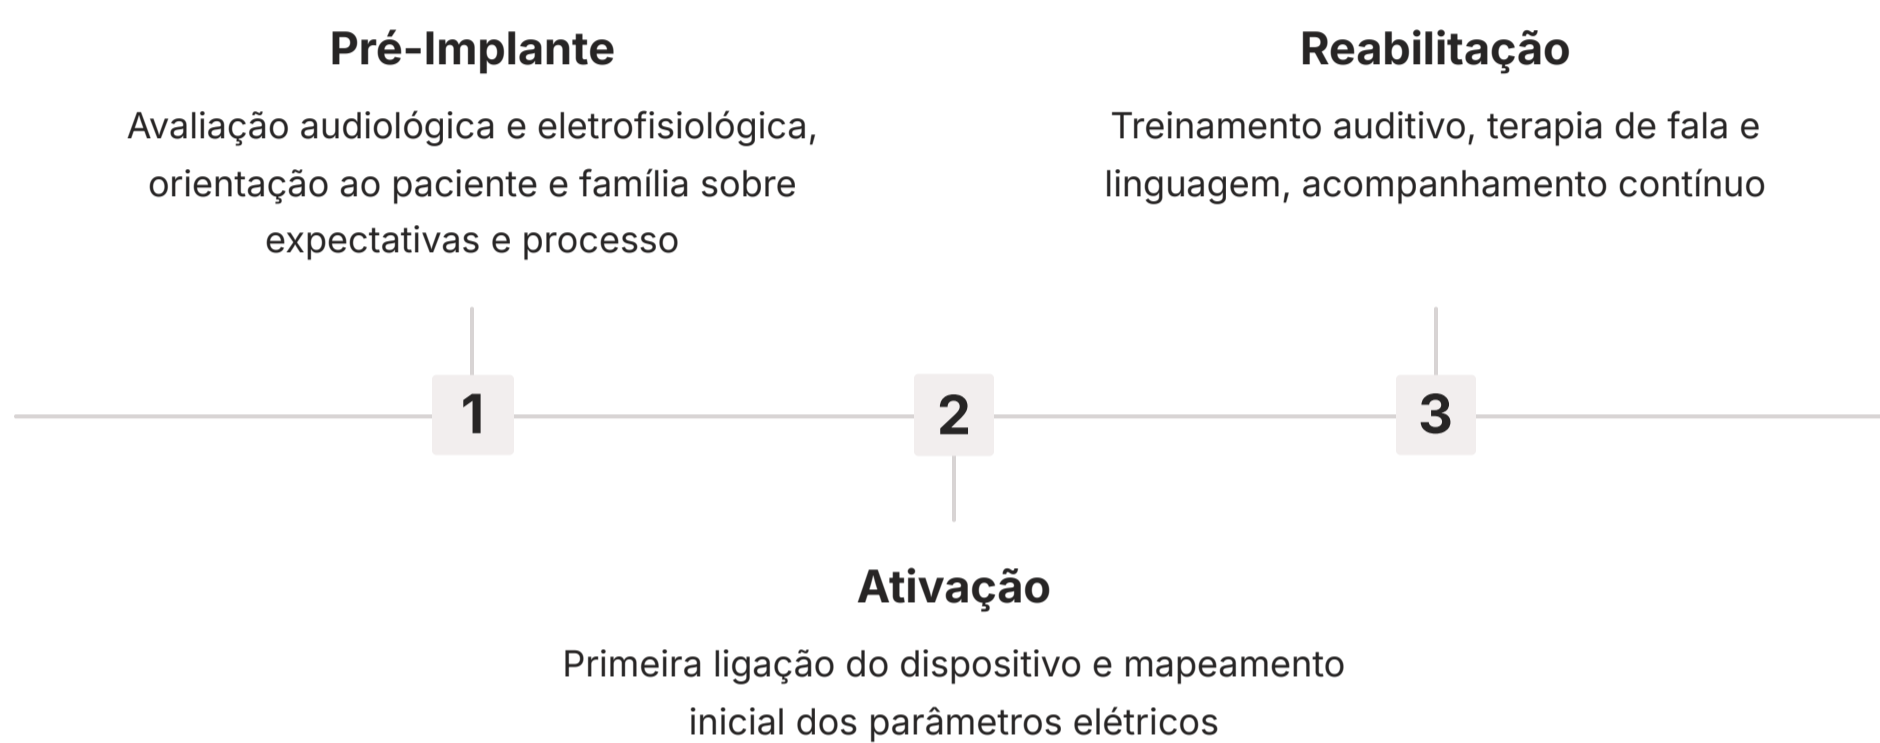 Pré-Implante
Avaliação audiológica e eletrofisiológica,
orientação ao paciente e família sobre
expectativas e processo
Reabilitação
Treinamento auditivo, terapia de fala e
linguagem, acompanhamento contínuo
1
2
3
Ativação
Primeira ligação do dispositivo e mapeamento
inicial dos parâmetros elétricos